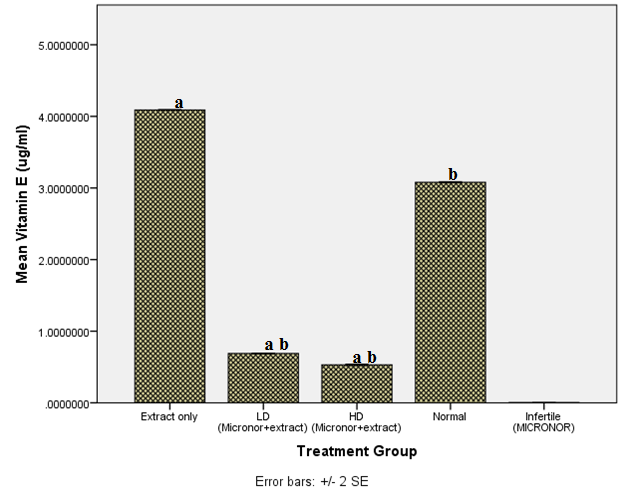 5.0000000
4.0000000
3.0000000
2.0000000
1.0000000
.0000000
Mean Vitamin E (ug/ml)
a
a b
a b
b
Extract only
LD
(Micronor+extract)
HD
(Micronor+extract)
Normal
Infertile
(MICRONOR)
Treatment Group
Error bars: +/- 2 SE